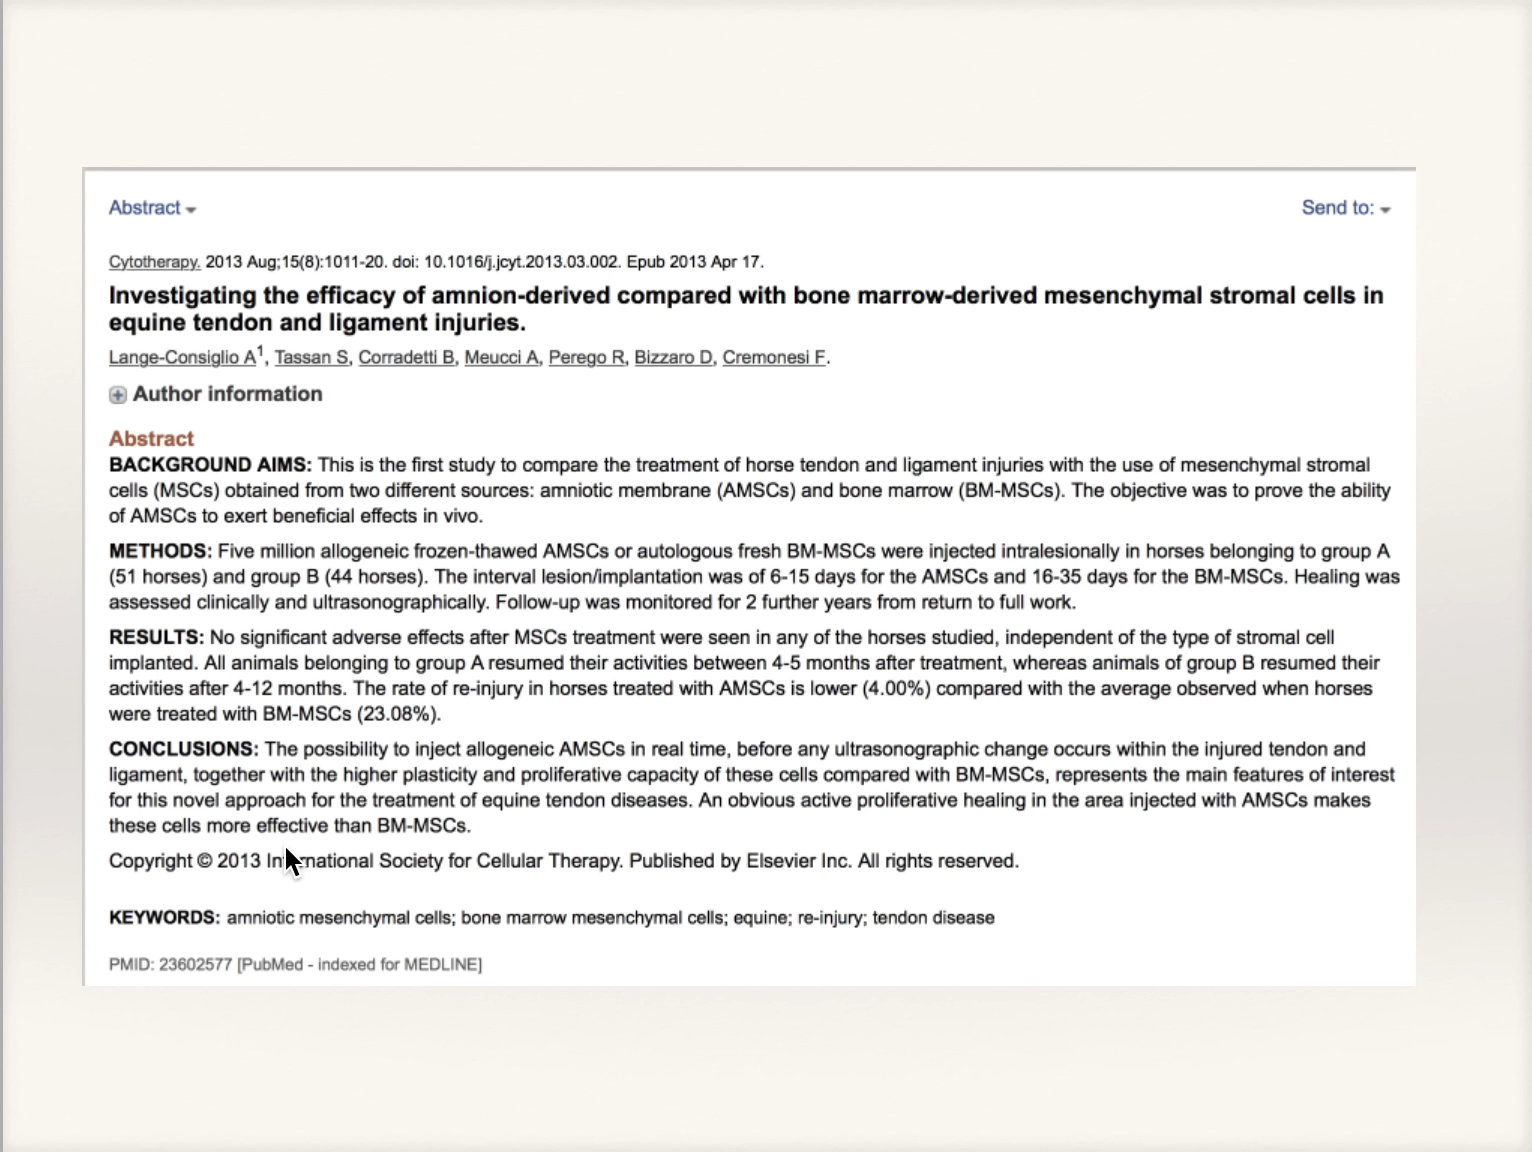 Abstract
Send to:
Cytotherapy. 2013 Aug;15(8):1011-20. doi: 10.1016/j.jcyt.2013.03.002. Epub 2013 Apr 17.
Investigating the efficacy of amnion-derived compared with bone marrow-derived mesenchymal stromal cells in
equine tendon and ligament injuries.
Lange-Consiglio A1, Tassan S, Corradetti B, Meucci A, Perego R, Bizzaro D, Cremonesi F.
Author information
Abstract
BACKGROUND AIMS: This is the first study to compare the treatment of horse tendon and ligament injuries with the use of mesenchymal stromal
cells (MSCs) obtained from two different sources: amniotic membrane (AMSCs) and bone marrow (BM-MSCs). The objective was to prove the ability
of AMSCs to exert beneficial effects in vivo.
METHODS: Five million allogeneic frozen-thawed AMSCs or autologous fresh BM-MSCs were injected intralesionally in horses belonging to group A
(51 horses) and group B (44 horses). The interval lesion/implantation was of 6-15 days for the AMSCs and 16-35 days for the BM-MSCs. Healing was
assessed clinically and ultrasonographically. Follow-up was monitored for 2 further years from return to full work.
RESULTS: No significant adverse effects after MSCs treatment were seen in any of the horses studied, independent of the type of stromal cell
implanted. All animals belonging to group A resumed their activities between 4-5 months after treatment, whereas animals of group B resumed their
activities after 4-12 months. The rate of re-injury in horses treated with AMSCs is lower (4.00%) compared with the average observed when horses
were treated with BM-MSCs (23.08%).
CONCLUSIONS: The possibility to inject allogeneic AMSCs in real time, before any ultrasonographic change occurs within the injured tendon and
ligament, together with the higher plasticity and proliferative capacity of these cells compared with BM-MSCs, represents the main features of interest
for this novel approach for the treatment of equine tendon diseases. An obvious active proliferative healing in the area injected with AMSCs makes
these cells more effective than BM-MSCs.
Copyright © 2013 International Society for Cellular Therapy. Published by Elsevier Inc. All rights reserved.
KEYWORDS: amniotic mesenchymal cells; bone marrow mesenchymal cells; equine; re-injury; tendon disease
PMID: 23602577 [PubMed - indexed for MEDLINE]